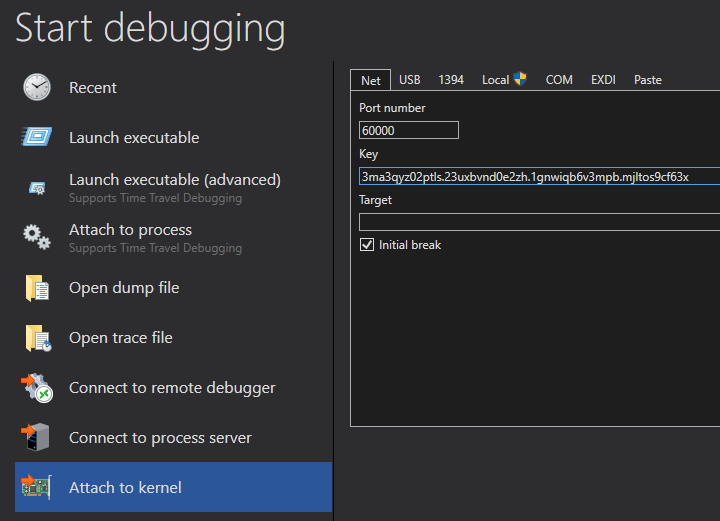 Start debugging
Recent
Launch executable
Launch executable (advanced)
Supports Time Travel Debugging
Attach to process
Supports Time Travel Debugging
Open dump file
Open trace file
Connect to remote debugger
Connect to process server
Attach to kernel
Net USB 1394 Local COM EXDI Paste
Port number
60000
Key
3ma3qyz02ptls.23uxbvnd0e2zh.1gnwiqb6v3mpb.mjltos9cf63x
Target
Initial break